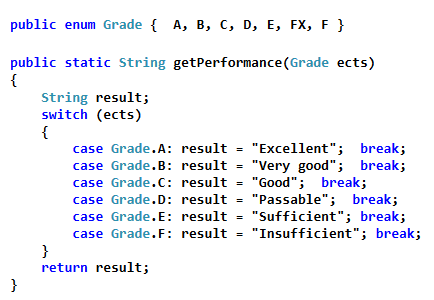 public enum Grade {  A, B, C, D, E, FX, F }
public static String getPerformance(Grade ects)
{
    String result;
    switch (ects)
    {
        case Grade.A: result = "Excellent";  break;
        case Grade.B: result = "Very good";  break;
        case Grade.C: result = "Good";  break;
        case Grade.D: result = "Passable";  break;
        case Grade.E: result = "Sufficient"; break;
        case Grade.F: result = "Insufficient"; break;
    }
    return result;
}